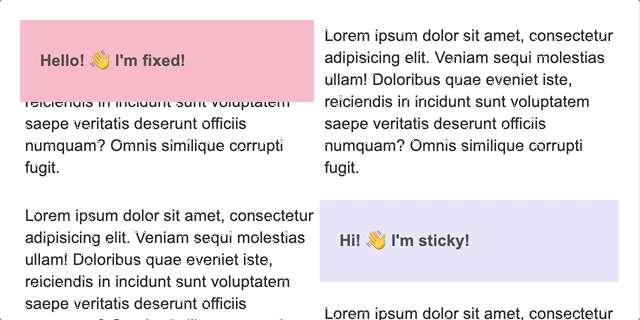 Hello! 👋 I'm fixed!
reiciendis in incidunt sunt voluptatem
saepe veritatis deserunt officiis
numquam? Omnis similique corrupti
fugit.
Lorem ipsum dolor sit amet, consectetur
adipisicing elit. Veniam sequi molestias
ullam! Doloribus quae eveniet iste,
reiciendis in incidunt sunt voluptatem
saepe veritatis deserunt officiis
Lorem ipsum dolor sit amet, consectetur
adipisicing elit. Veniam sequi molestias
ullam! Doloribus quae eveniet iste,
reiciendis in incidunt sunt voluptatem
saepe veritatis deserunt officiis
numquam? Omnis similique corrupti
fugit.
Hi! 👋 I'm sticky!
Lorem ipsum dolor sit amet, consectetur